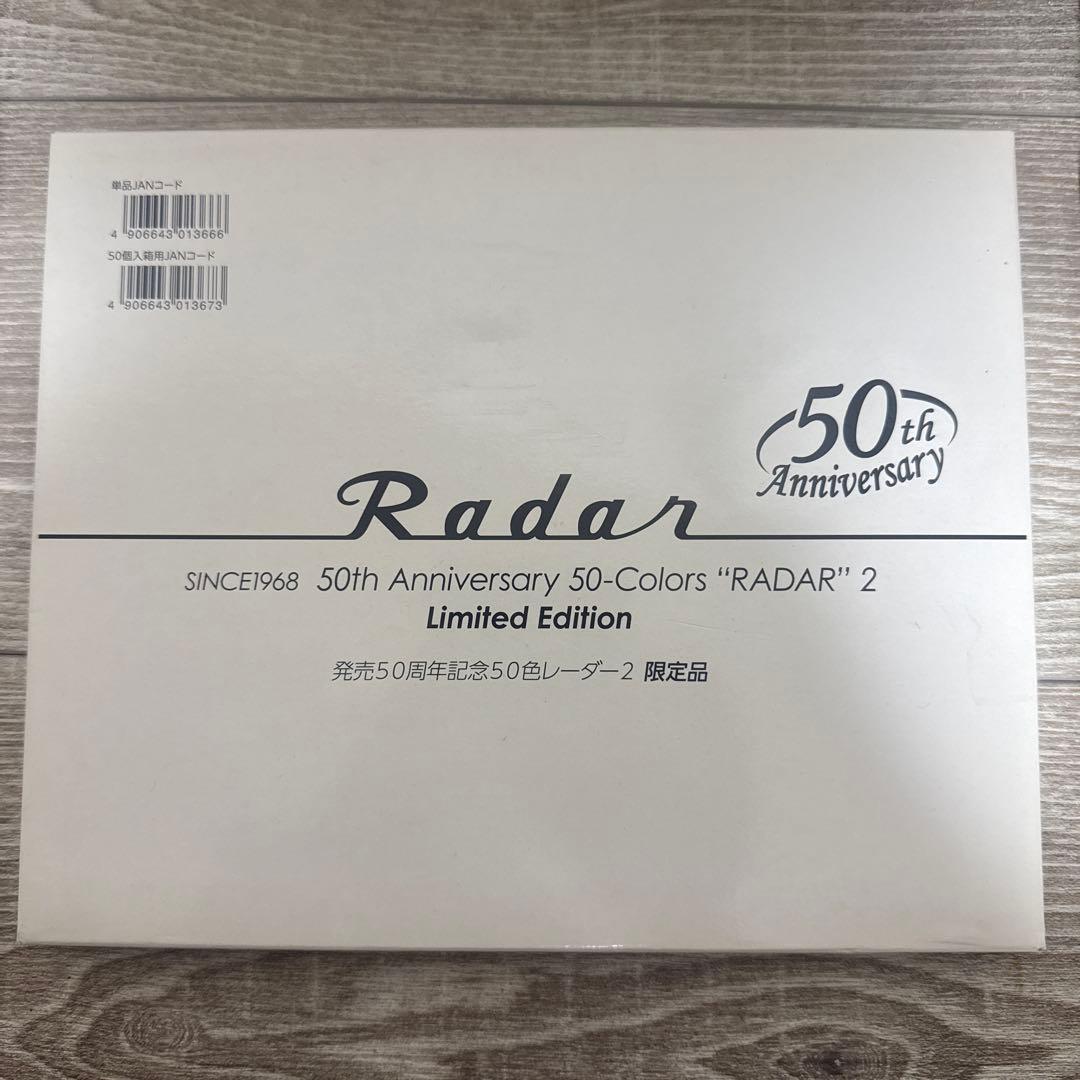 単品JANコード
4 906643 013666
50個入箱用JANコード
4 906643 013673
50th
Anniversary
Radar
SINCE1968 50th Anniversary 50-Colors “RADAR” 2
Limited Edition
発売50周年記念50色レーダー2 限定品